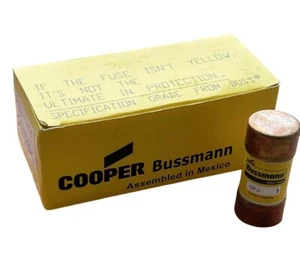 IF THE FUSE ISN'T YELLOW,
IT'S NOT THE
ULTIMATE IN PROTECTION.
SPECIFICATION GRADE FROM BUSS®
COOPER Bussmann
Assembled in Mexico
Bussmann